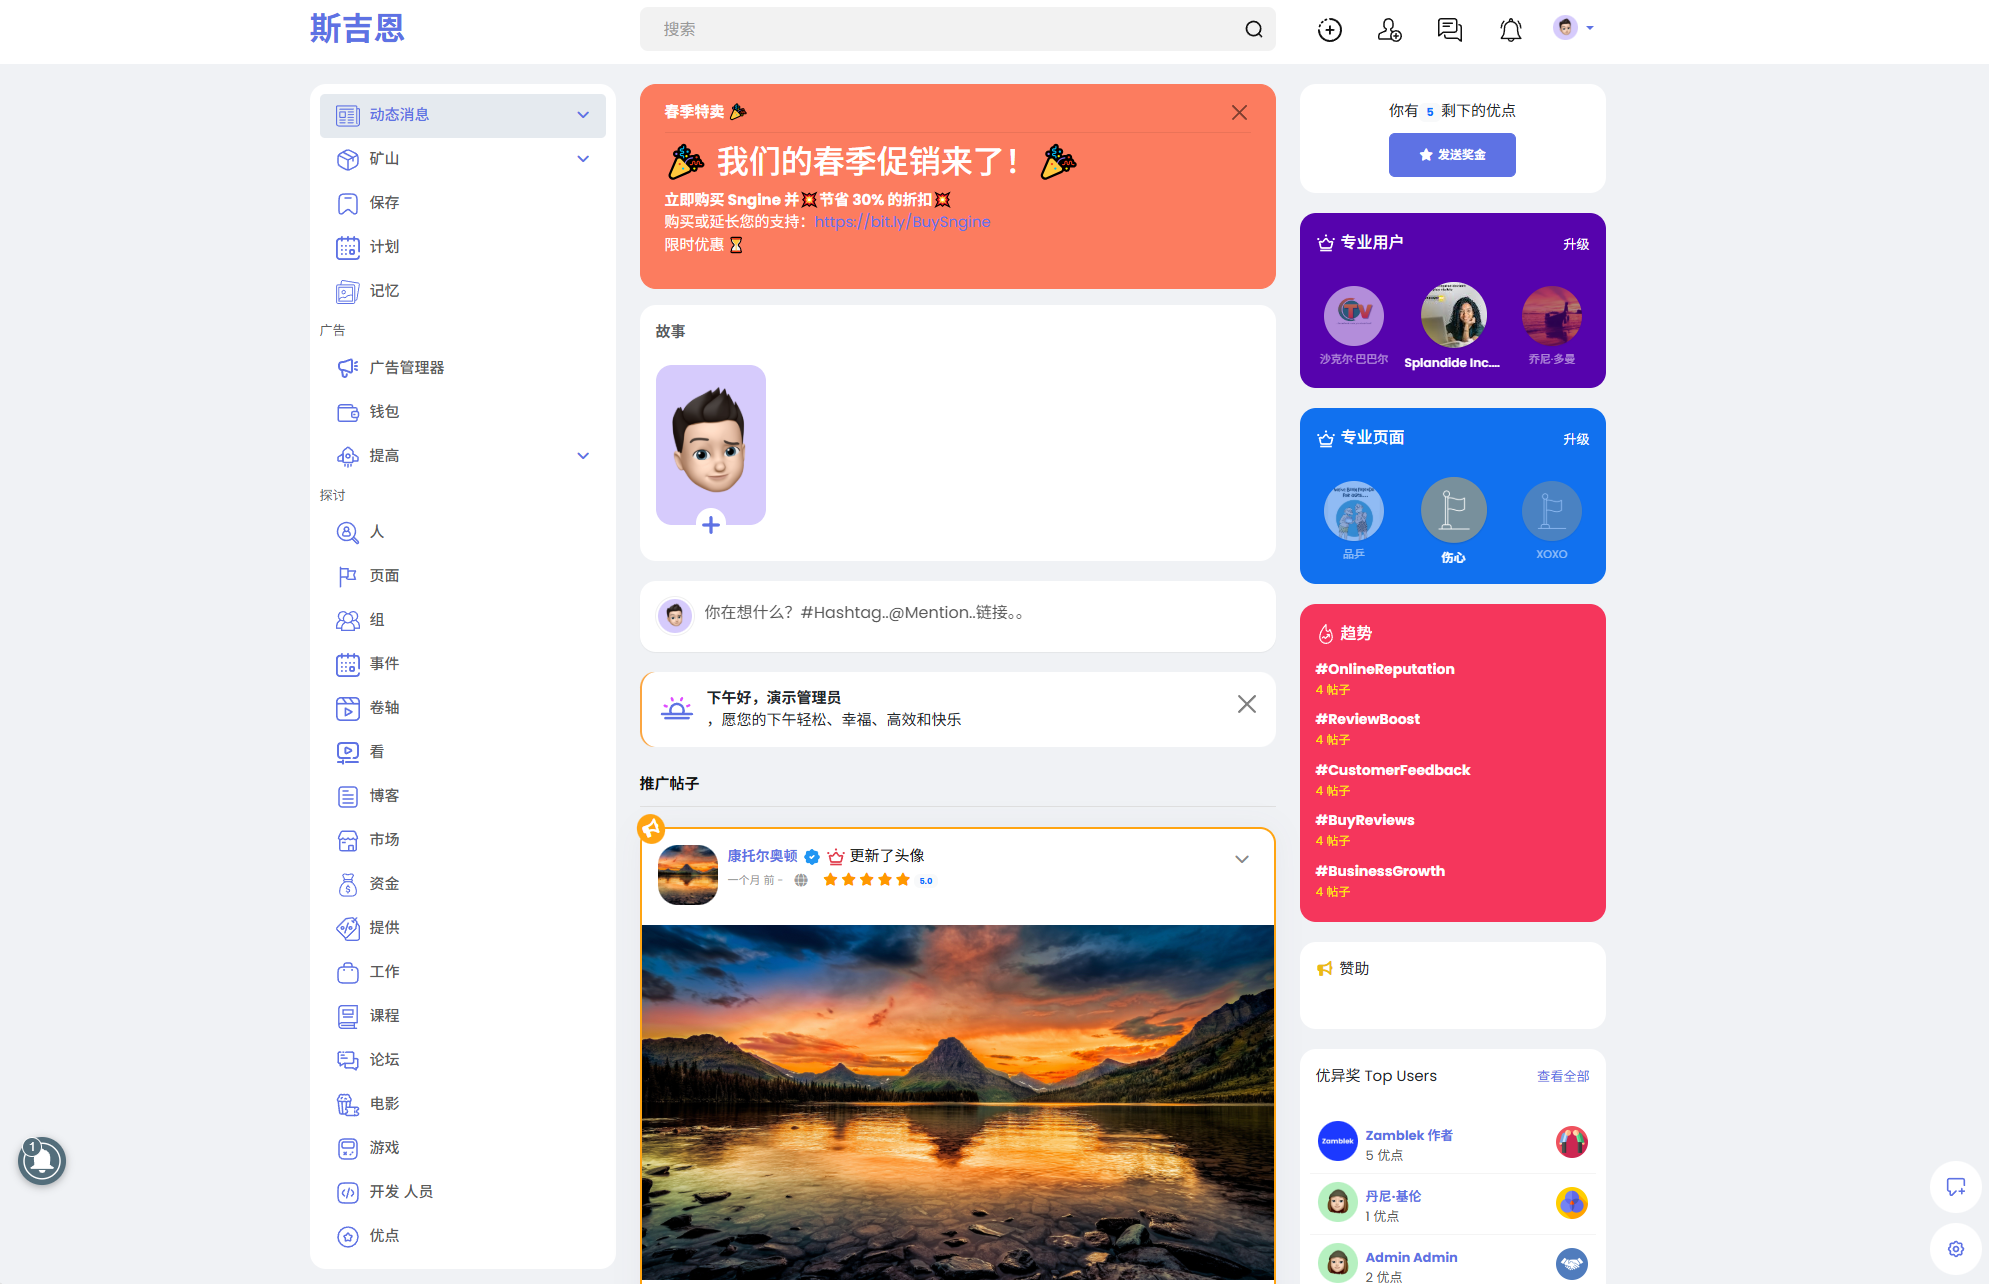 斯吉恩
搜索
动态消息
矿山
保存
计划
记忆
广告
广告管理器
钱包
提高
探讨
人
页面
组
事件
卷轴
看
博客
市场
资金
提供
工作
课程
论坛
电影
游戏
开发 人员
优点
1
春季特卖
我们的春季促销来了！
立即购买 Sngine 并💥节省 30% 的折扣💥
购买或延长您的支持：https://bit.ly/BuySngine
限时优惠 ⏳
故事
你在想什么？#Hashtag..@Mention..链接。。
下午好，演示管理员
，愿您的下午轻松、幸福、高效和快乐
推广帖子
康托尔奥顿 更新了头像
一个月 前 - 5.0
你有 5 剩下的优点
发送奖金
专业用户 升级
沙克尔·巴巴尔
Splandide Inc....
乔尼·多曼
专业页面 升级
品乒
伤心
XOXO
趋势
#OnlineReputation
4 帖子
#ReviewBoost
4 帖子
#CustomerFeedback
4 帖子
#BuyReviews
4 帖子
#BusinessGrowth
4 帖子
赞助
优异奖 Top Users 查看全部
Zamblek
Zamblek 作者
5 优点
丹尼·基伦
1 优点
Admin Admin
2 优点